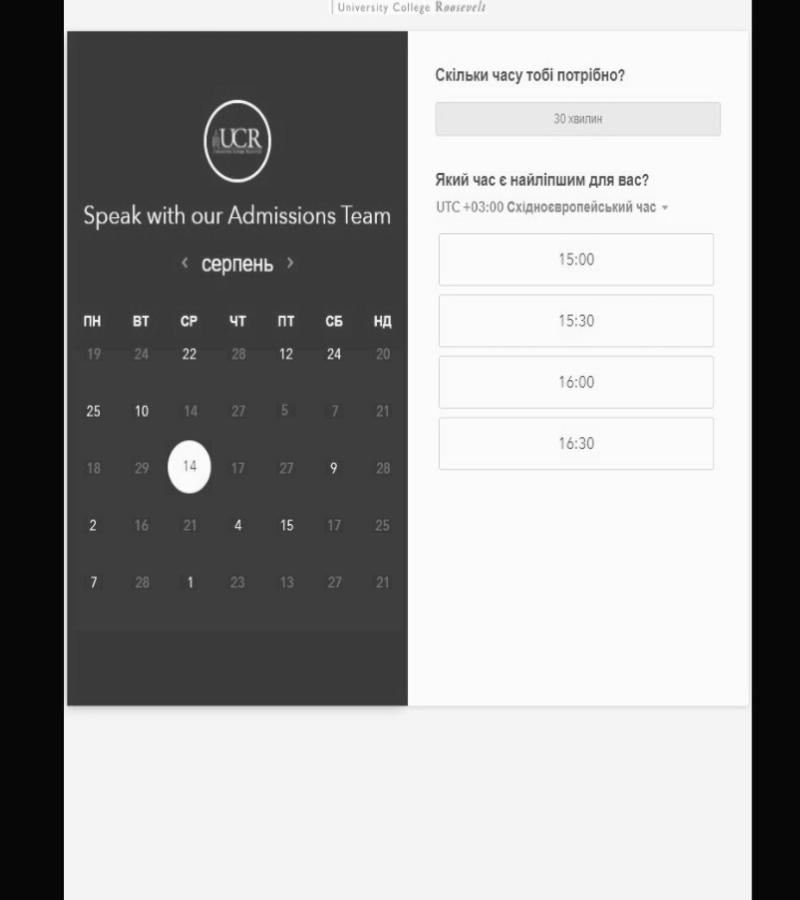 University College Roosevelt
UCR
Speak with our Admissions Team
‹ серпень ›
ПН ВТ СР ЧТ ПТ СБ НД
19 24 22 28 12 24 20
25 10 14 27 5 7 21
18 29 14 17 27 9 28
2 16 21 4 15 17 25
7 28 1 23 13 27 21
Скільки часу тобі потрібно?
30 хвилин
Який час є найліпшим для вас?
UTC +03:00 Східноєвропейський час
15:00
15:30
16:00
16:30